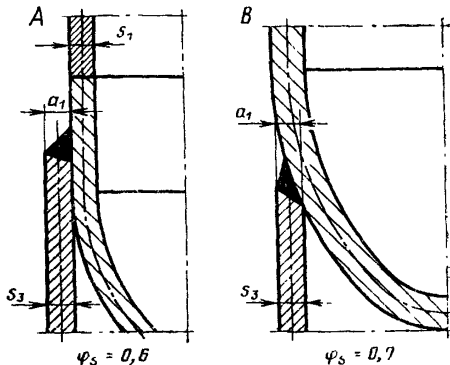 А
В
s₁
a₁
a₁
s₃
s₃
φₛ = 0,6
φₛ = 0,7